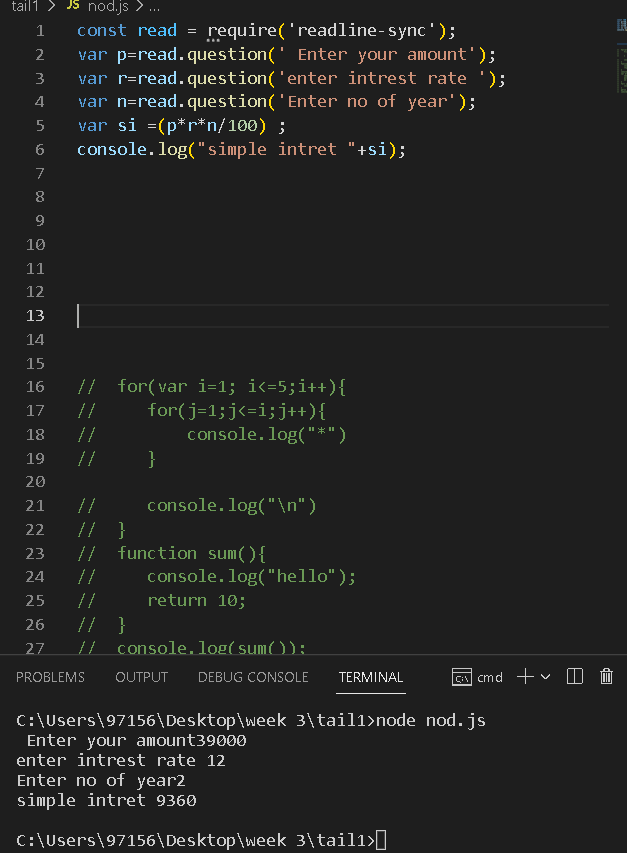 tail1 > JS nod.js > ...
1 const read = require('readline-sync');
2 var p=read.question(' Enter your amount');
3 var r=read.question('enter intrest rate ');
4 var n=read.question('Enter no of year');
5 var si =(p*r*n/100) ;
6 console.log("simple intret "+si);
7
8
9
10
11
12
13
14
15
16 //  for(var i=1; i<=5;i++){
17 //     for(j=1;j<=i;j++){
18 //         console.log("*")
19 //     }
20
21 //     console.log("\n")
22 //  }
23 //  function sum(){
24 //     console.log("hello");
25 //     return 10;
26 //  }
27 //  console.log(sum());
PROBLEMS OUTPUT DEBUG CONSOLE TERMINAL cmd
C:\Users\97156\Desktop\week 3\tail1>node nod.js
 Enter your amount39000
enter intrest rate 12
Enter no of year2
simple intret 9360
C:\Users\97156\Desktop\week 3\tail1>